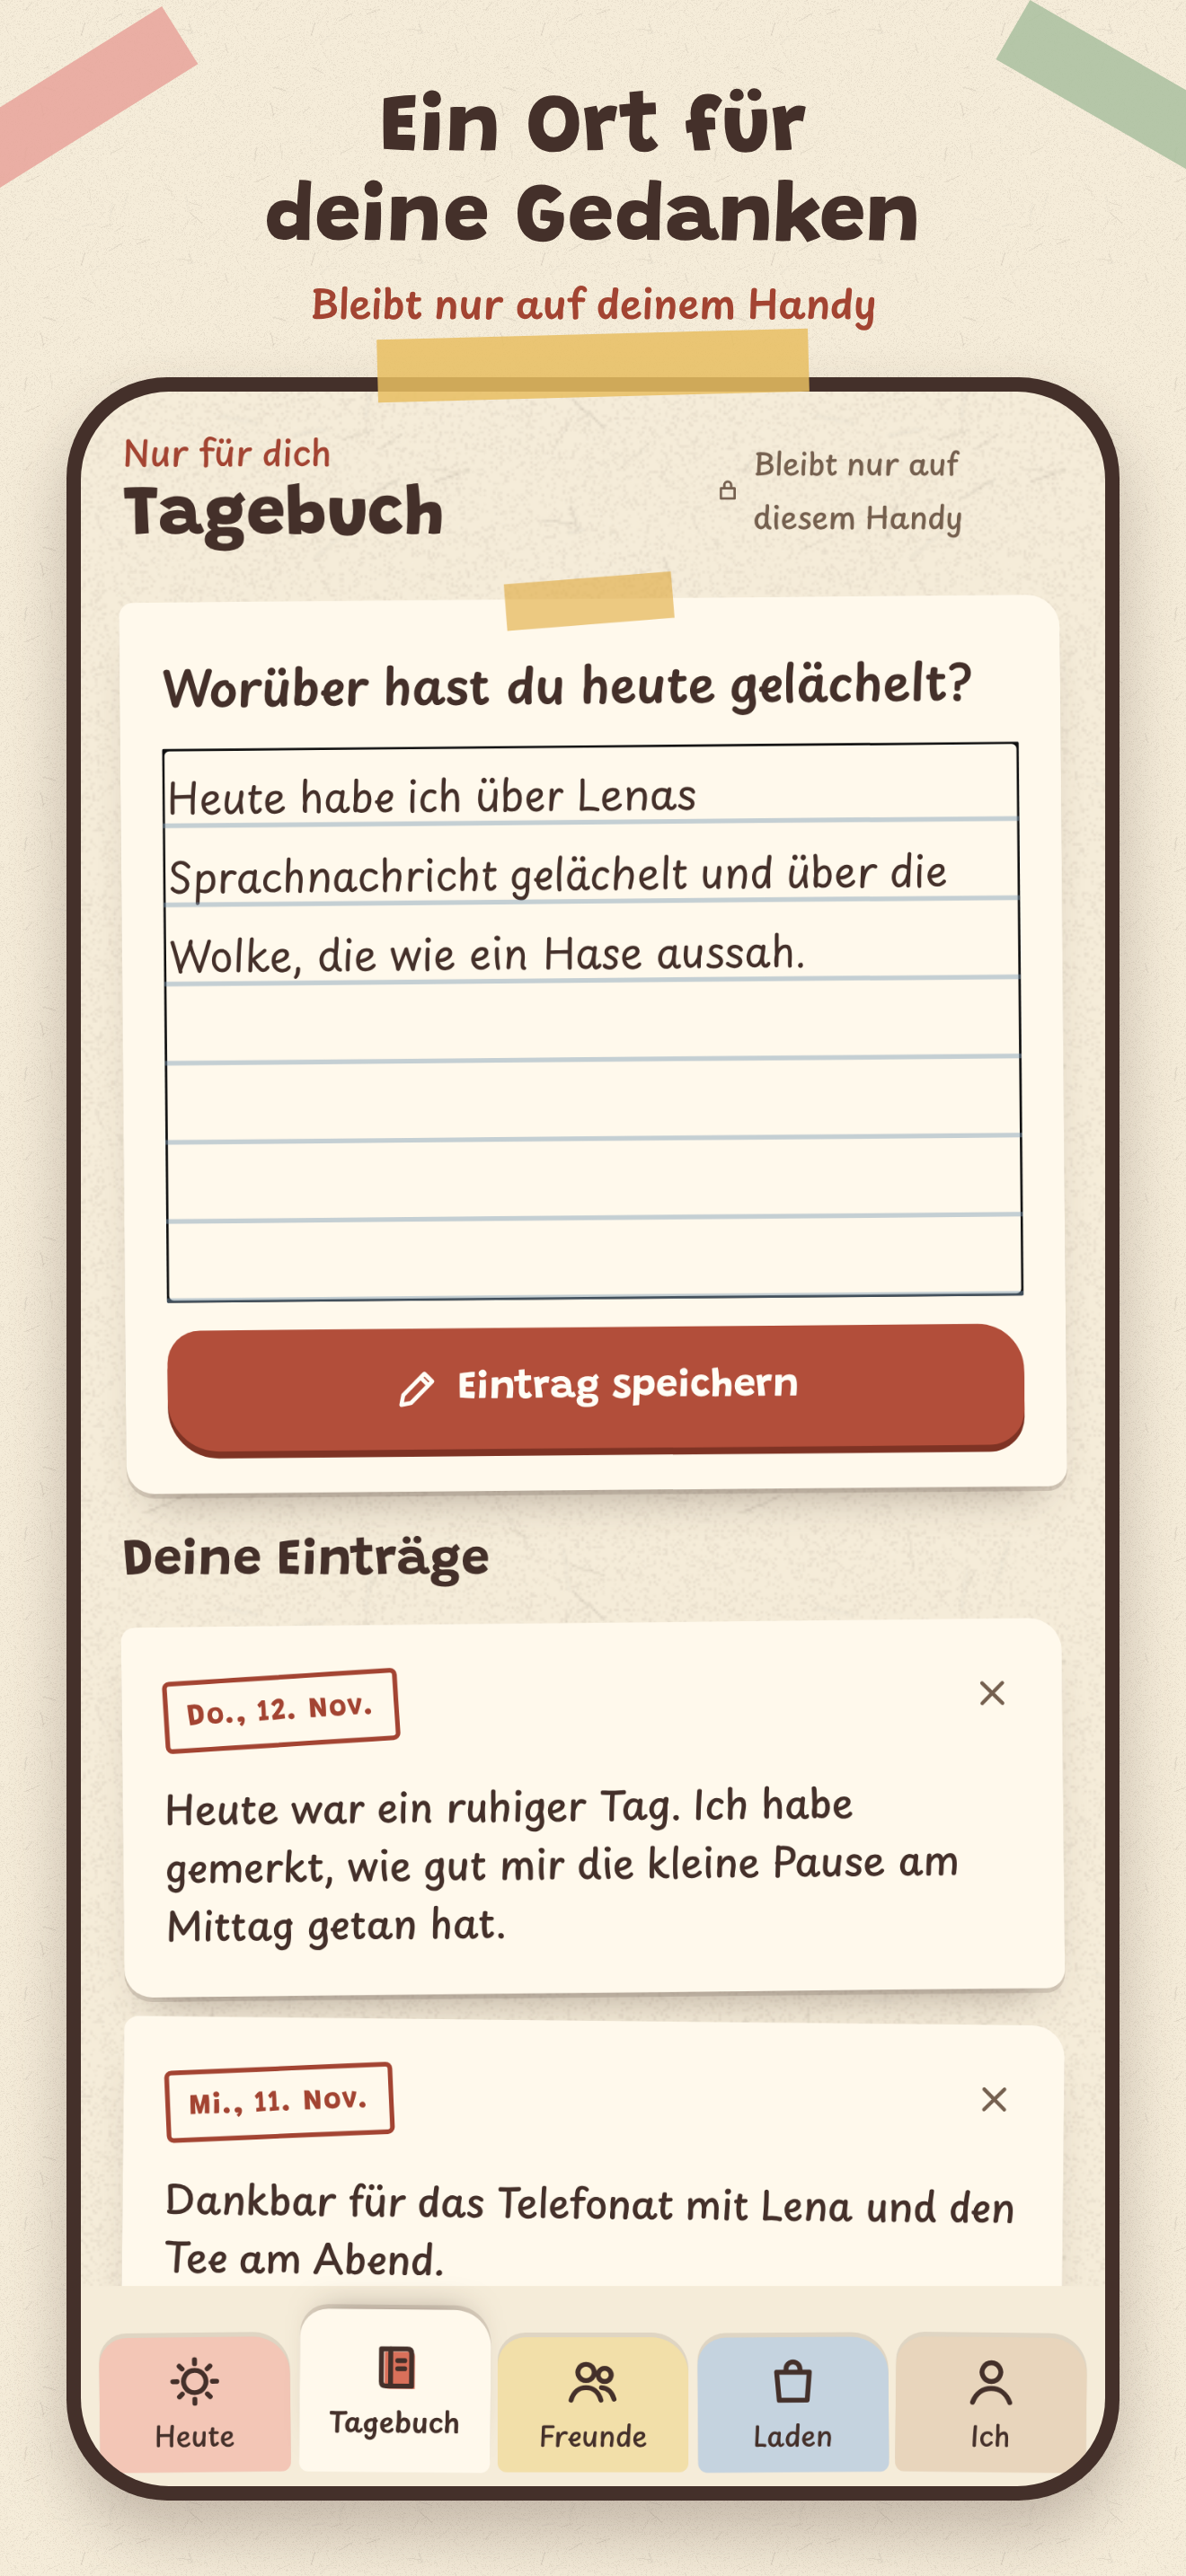 Ein Ort für
deine Gedanken
Bleibt nur auf deinem Handy
Nur für dich
Tagebuch
Bleibt nur auf
diesem Handy
Worüber hast du heute gelächelt?
Heute habe ich über Lenas
Sprachnachricht gelächelt und über die
Wolke, die wie ein Hase aussah.
Eintrag speichern
Deine Einträge
Do., 12. Nov.
Heute war ein ruhiger Tag. Ich habe
gemerkt, wie gut mir die kleine Pause am
Mittag getan hat.
Mi., 11. Nov.
Dankbar für das Telefonat mit Lena und den
Tee am Abend.
Heute
Tagebuch
Freunde
Laden
Ich